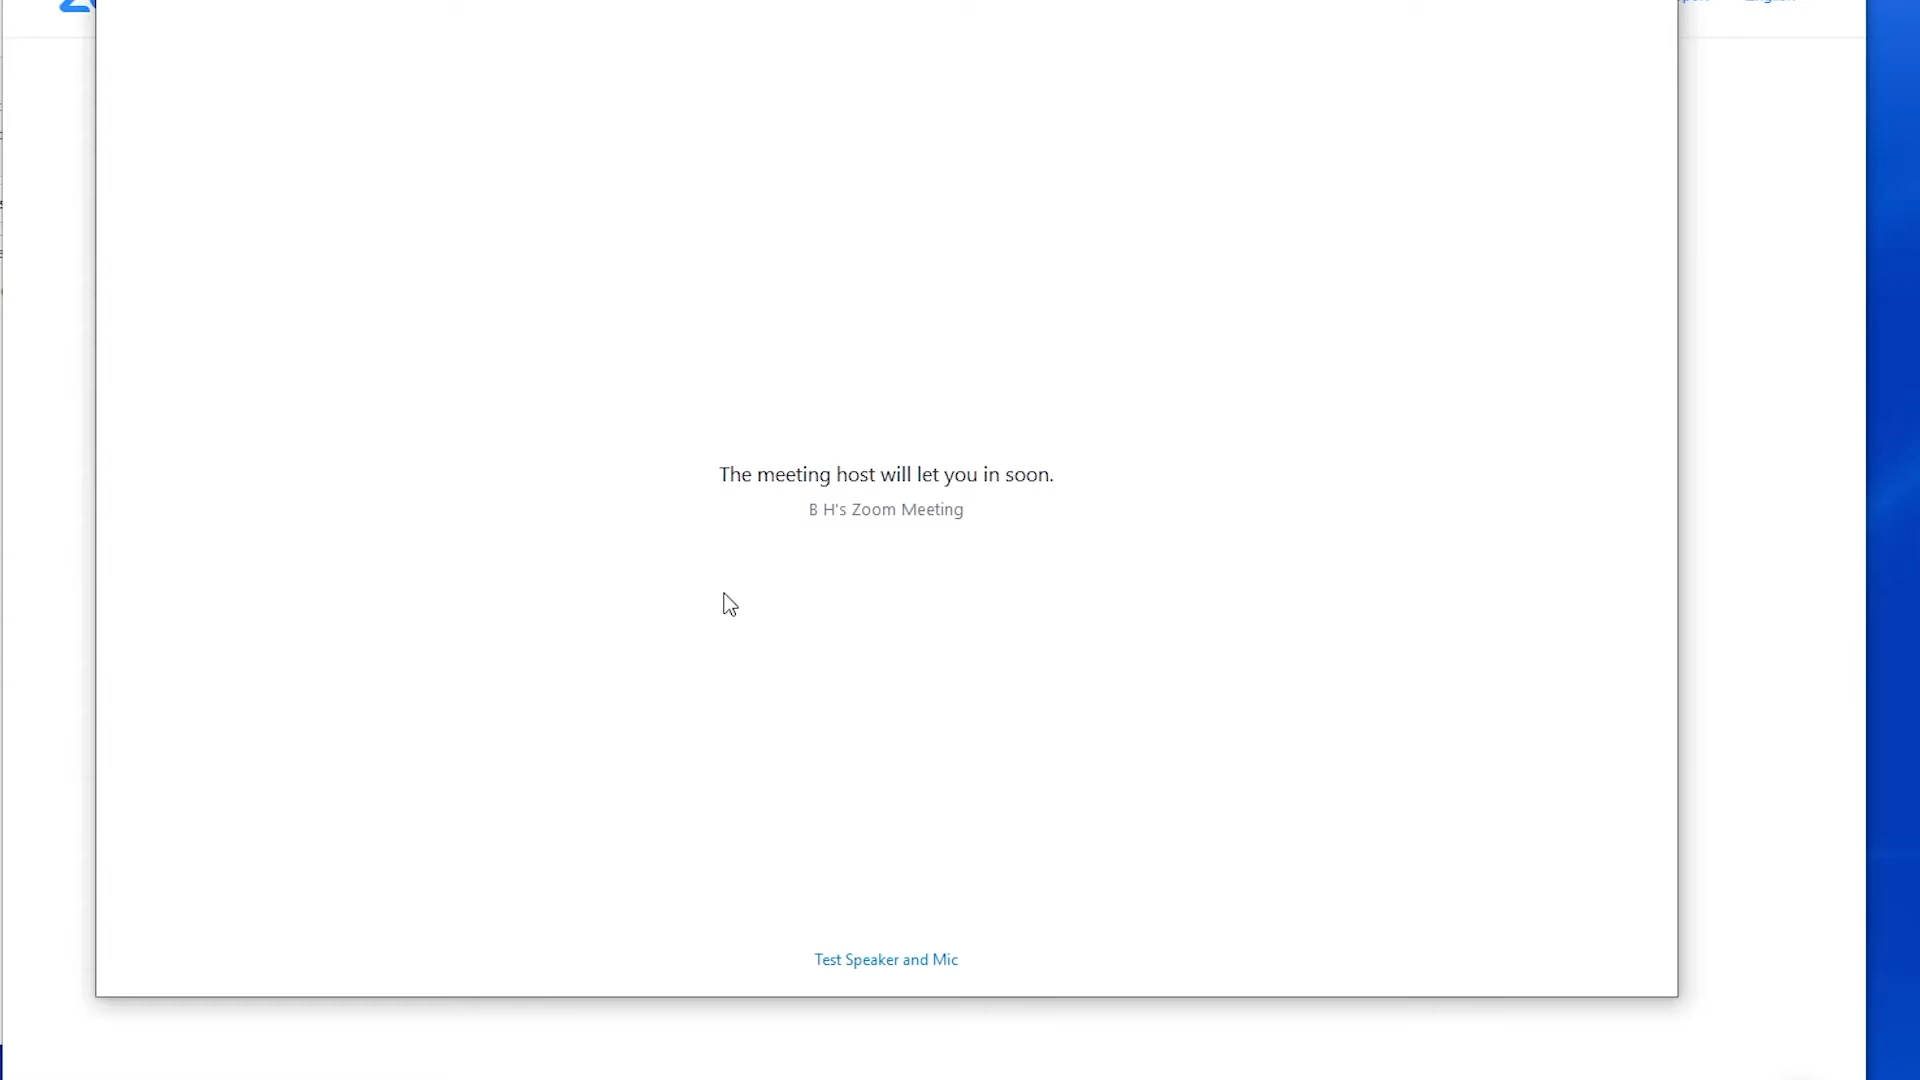 The meeting host will let you in soon.
B H's Zoom Meeting
Test Speaker and Mic